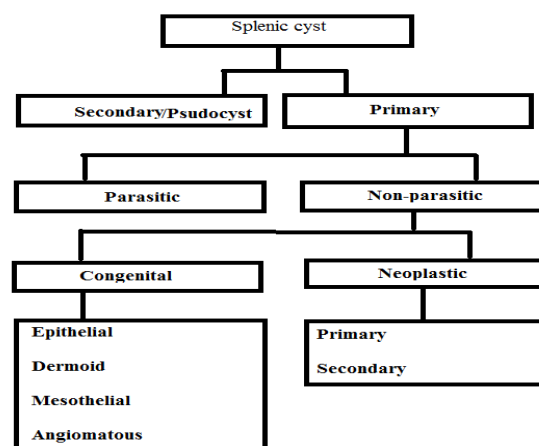 Splenic cyst
Secondary/Psudocyst
Primary
Parasitic
Non-parasitic
Congenital
Neoplastic
Epithelial
Dermoid
Mesothelial
Angiomatous
Primary
Secondary